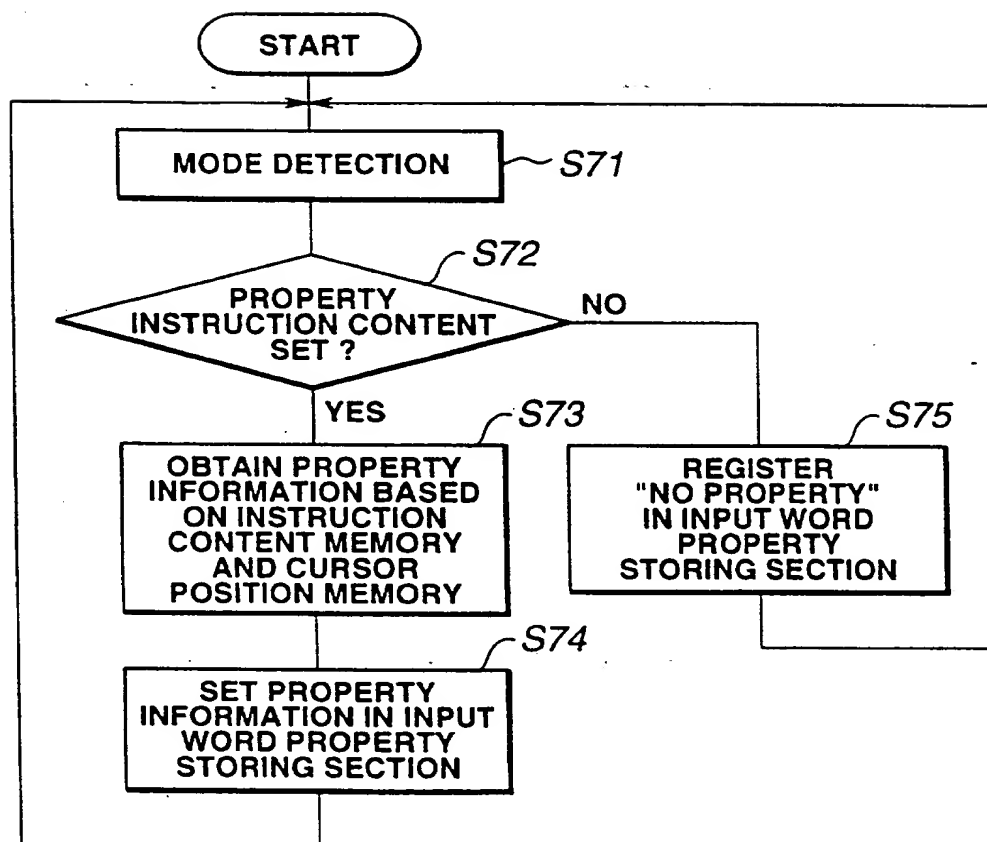 START
MODE DETECTION
S71
S72
PROPERTY
INSTRUCTION CONTENT
SET ?
NO
YES
S73
OBTAIN PROPERTY
INFORMATION BASED
ON INSTRUCTION
CONTENT MEMORY
AND CURSOR
POSITION MEMORY
S75
REGISTER
"NO PROPERTY"
IN INPUT WORD
PROPERTY
STORING SECTION
S74
SET PROPERTY
INFORMATION IN INPUT
WORD PROPERTY
STORING SECTION